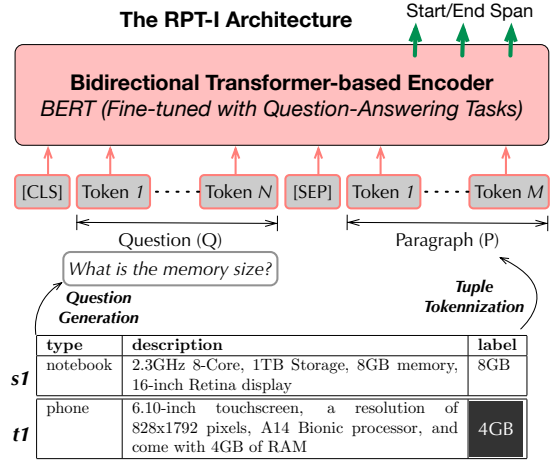 The RPT-I Architecture
Start/End Span
Bidirectional Transformer-based Encoder
BERT (Fine-tuned with Question-Answering Tasks)
[CLS] Token 1 Token N [SEP] Token 1 Token M
Question (Q) Paragraph (P)
What is the memory size?
Question
Generation
Tuple
Tokennization
type description label
s1 notebook 2.3GHz 8-Core, 1TB Storage, 8GB memory, 8GB
16-inch Retina display
t1 phone 6.10-inch touchscreen, a resolution of
828x1792 pixels, A14 Bionic processor, and 4GB
come with 4GB of RAM